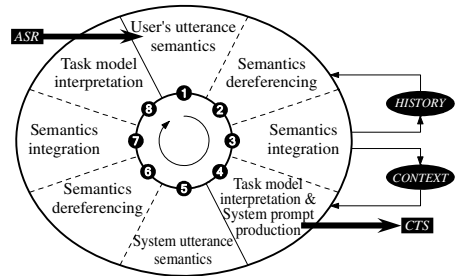 ASR
User's utterance
semantics
Task model
interpretation
Semantics
dereferencing
HISTORY
Semantics
integration
Semantics
integration
CONTEXT
Semantics
dereferencing
Task model
interpretation &
System prompt
production
CTS
System utterance
semantics
1
2
3
4
5
6
7
8